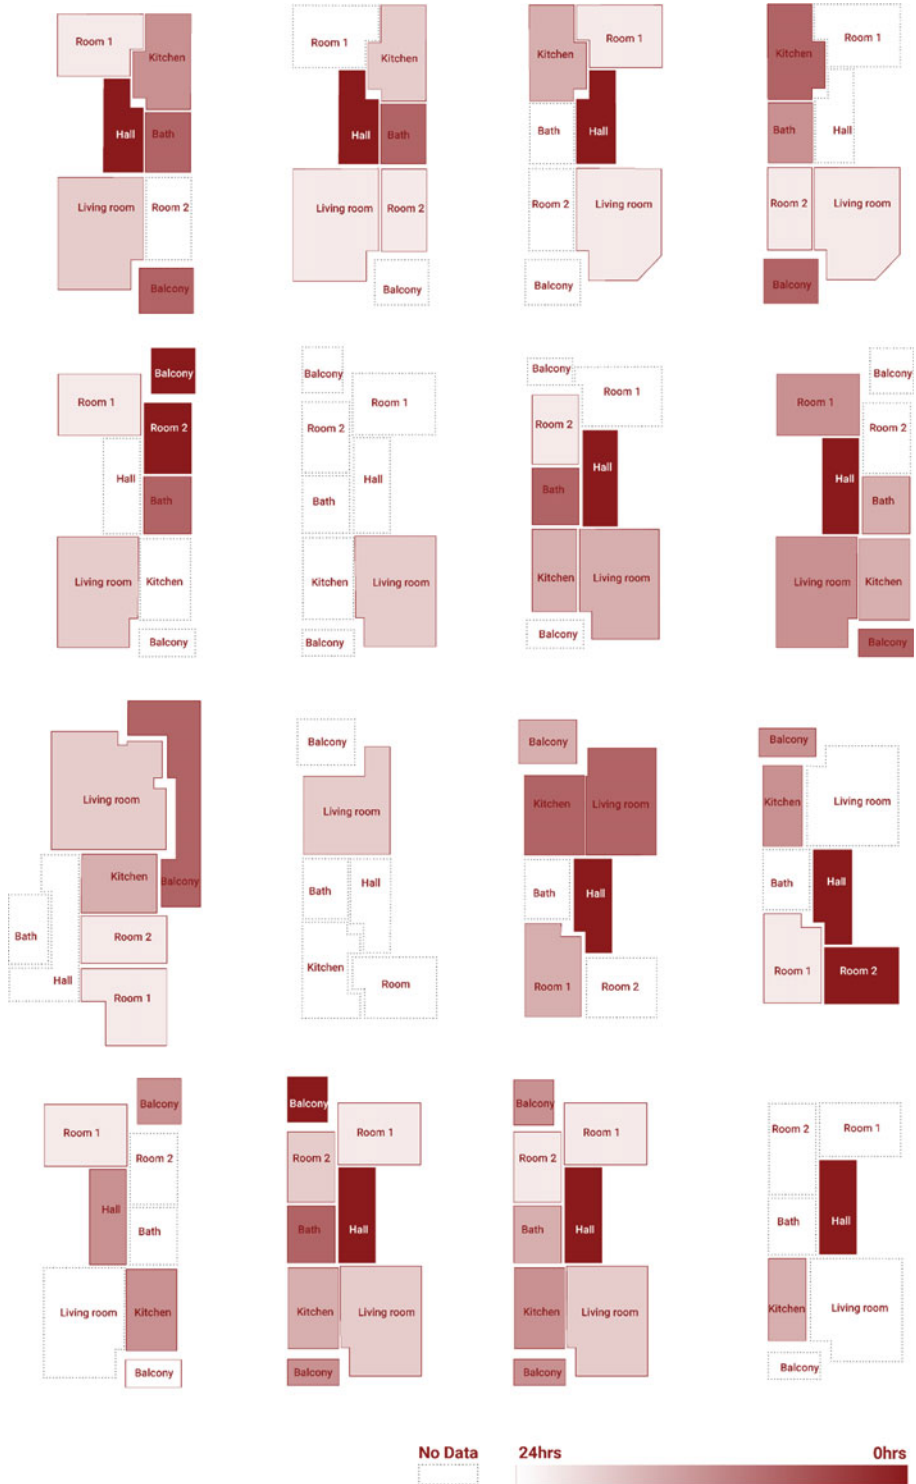 Room 1
Kitchen
Hall
Bath
Living room
Room 2
Balcony
Room 1
Kitchen
Hall
Bath
Living room
Room 2
Balcony
Room 1
Kitchen
Bath
Hall
Room 2
Living room
Balcony
Room 1
Kitchen
Bath
Hall
Room 2
Living room
Balcony
Balcony
Room 1
Room 2
Hall
Bath
Living room
Kitchen
Balcony
Balcony
Room 1
Room 2
Hall
Bath
Kitchen
Living room
Balcony
Balcony
Room 1
Room 2
Hall
Bath
Kitchen
Living room
Balcony
Balcony
Room 1
Room 2
Hall
Bath
Living room
Kitchen
Balcony
Living room
Kitchen
Balcony
Bath
Room 2
Hall
Room 1
Balcony
Living room
Bath
Hall
Kitchen
Room
Balcony
Kitchen
Living room
Bath
Hall
Room 1
Room 2
Balcony
Kitchen
Living room
Bath
Hall
Room 1
Room 2
Balcony
Room 1
Room 2
Hall
Bath
Living room
Kitchen
Balcony
Balcony
Room 1
Room 2
Bath
Hall
Kitchen
Living room
Balcony
Balcony
Room 1
Room 2
Bath
Hall
Kitchen
Living room
Balcony
Room 2
Room 1
Bath
Hall
Kitchen
Living room
Balcony
No Data 24hrs 0hrs